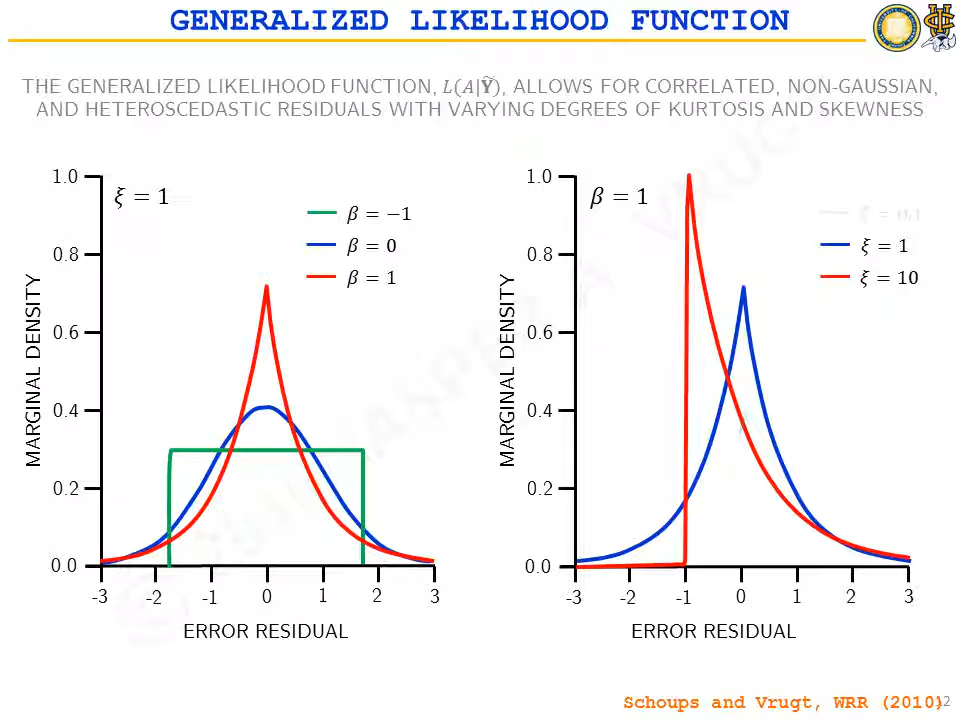 GENERALIZED LIKELIHOOD FUNCTION
THE GENERALIZED LIKELIHOOD FUNCTION, L(A|Ỹ), ALLOWS FOR CORRELATED, NON-GAUSSIAN,
AND HETEROSCEDASTIC RESIDUALS WITH VARYING DEGREES OF KURTOSIS AND SKEWNESS
ξ = 1
β = −1
β = 0
β = 1
1.0
0.8
0.6
0.4
0.2
0.0
MARGINAL DENSITY
-3 -2 -1 0 1 2 3
ERROR RESIDUAL
β = 1
ξ = 1
ξ = 10
1.0
0.8
0.6
0.4
0.2
0.0
MARGINAL DENSITY
-3 -2 -1 0 1 2 3
ERROR RESIDUAL
Schoups and Vrugt, WRR (2010)